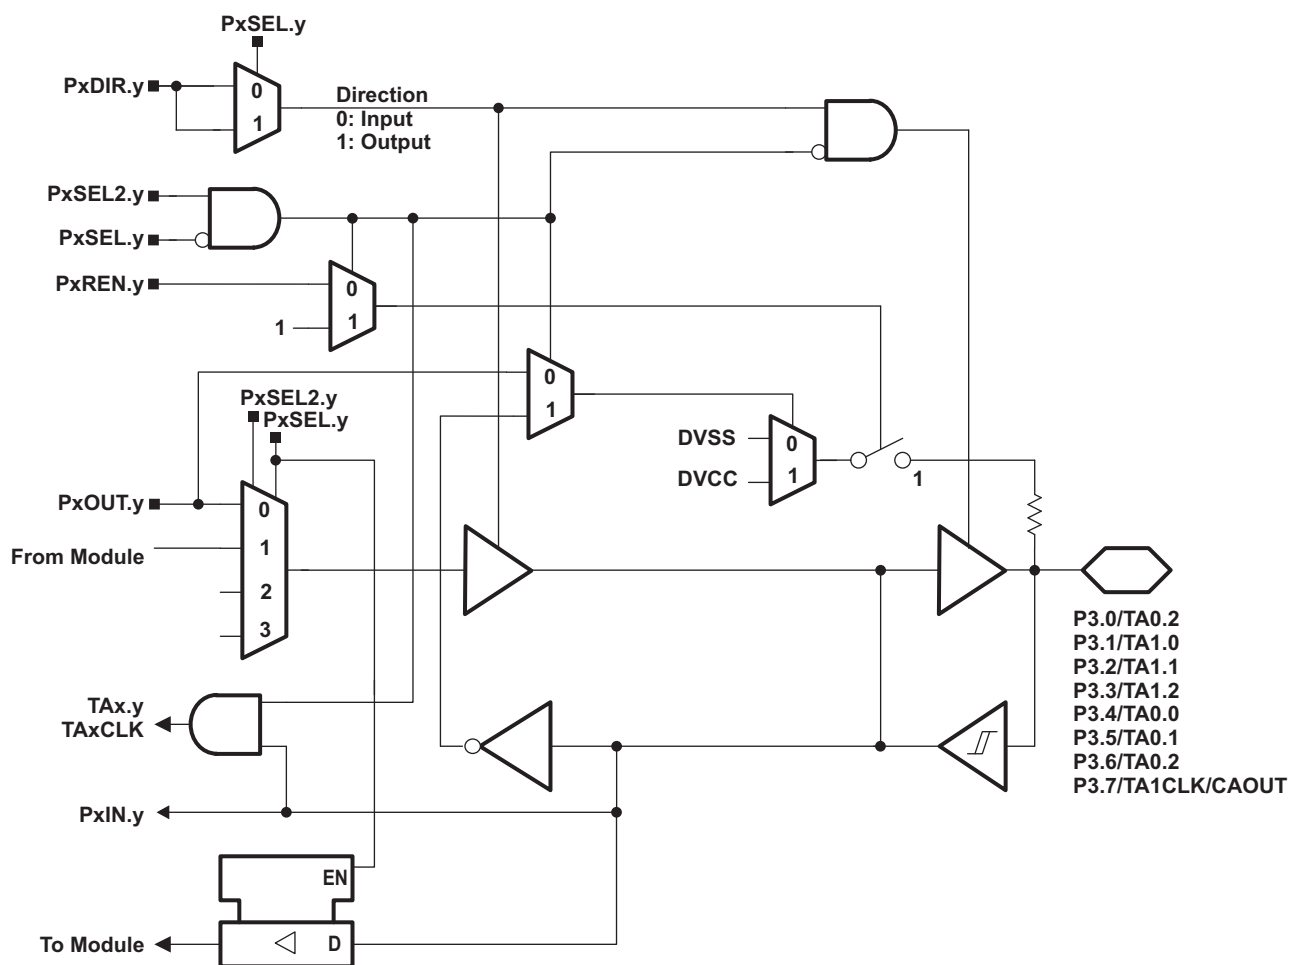 PxSEL.y
PxDIR.y
0
1
Direction
0: Input
1: Output
PxSEL2.y
PxSEL.y
PxREN.y
0
1
1
0
1
PxSEL2.y
PxSEL.y
DVSS
DVCC
0
1
1
PxOUT.y
From Module
0
1
2
3
P3.0/TA0.2
P3.1/TA1.0
P3.2/TA1.1
P3.3/TA1.2
P3.4/TA0.0
P3.5/TA0.1
P3.6/TA0.2
P3.7/TA1CLK/CAOUT
TAx.y
TAxCLK
PxIN.y
EN
D
To Module